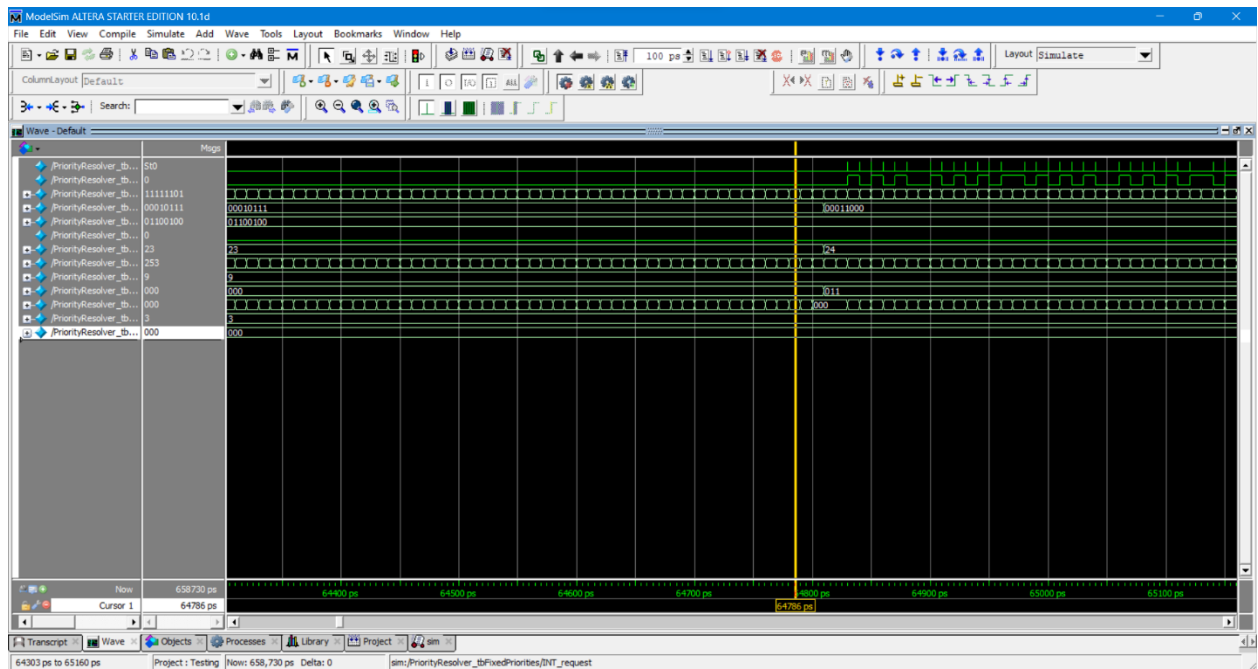 ModelSim ALTERA STARTER EDITION 10.1d
File Edit View Compile Simulate Add Wave Tools Layout Bookmarks Window Help
100 ps Layout Simulate
ColumnLayout Default
Search:
Wave - Default
Msgs
/PriorityResolver_tb... St0
/PriorityResolver_tb... 0
/PriorityResolver_tb... 11111101
/PriorityResolver_tb... 00010111 00010111 00011000
/PriorityResolver_tb... 01100100 01100100
/PriorityResolver_tb... 0
/PriorityResolver_tb... 23 23 24
/PriorityResolver_tb... 253
/PriorityResolver_tb... 9 9
/PriorityResolver_tb... 000 000 011
/PriorityResolver_tb... 000 000
/PriorityResolver_tb... 3 3
/PriorityResolver_tb... 000 000
Now 658730 ps 64400 ps 64500 ps 64600 ps 64700 ps 64800 ps 64900 ps 65000 ps 65100 ps
Cursor 1 64786 ps 64786 ps
Transcript Wave Objects Processes Library Project sim
64303 ps to 65160 ps Project : Testing Now: 658,730 ps Delta: 0 sim:/PriorityResolver_tbFixedPriorities/INT_request